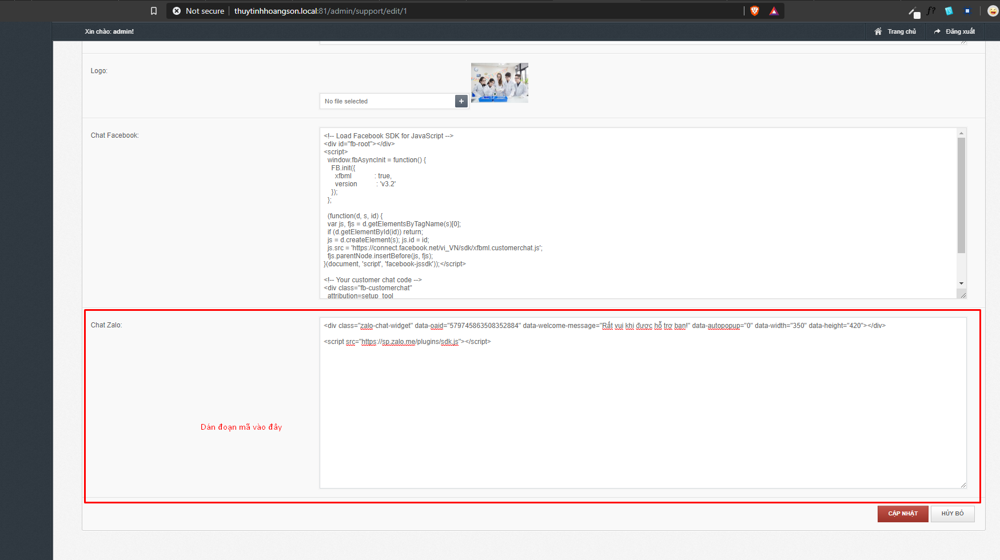 Not secure | thuytinhhoangson.local:81/admin/support/edit/1
f?
Xin chào: admin!
Trang chủ
Đăng xuất
Logo:
No file selected
+
Chat Facebook:
<!-- Load Facebook SDK for JavaScript -->
<div id="fb-root"></div>
<script>
window.fbAsyncInit = function() {
FB.init({
xfbml : true,
version : 'v3.2'
});
};
(function(d, s, id) {
var js, fjs = d.getElementsByTagName(s)[0];
if (d.getElementById(id)) return;
js = d.createElement(s); js.id = id;
js.src = 'https://connect.facebook.net/vi_VN/sdk/xfbml.customerchat.js';
fjs.parentNode.insertBefore(js, fjs);
}(document, 'script', 'facebook-jssdk'));</script>
<!-- Your customer chat code -->
<div class="fb-customerchat"
attribution=setup_tool
Chat Zalo:
<div class="zalo-chat-widget" data-oaid="579745863508352884" data-welcome-message="Rất vui khi được hỗ trợ bạn!" data-autopopup="0" data-width="350" data-height="420"></div>
<script src="https://sp.zalo.me/plugins/sdk.js"></script>
Dán đoạn mã vào đây
CẬP NHẬT
HỦY BỎ